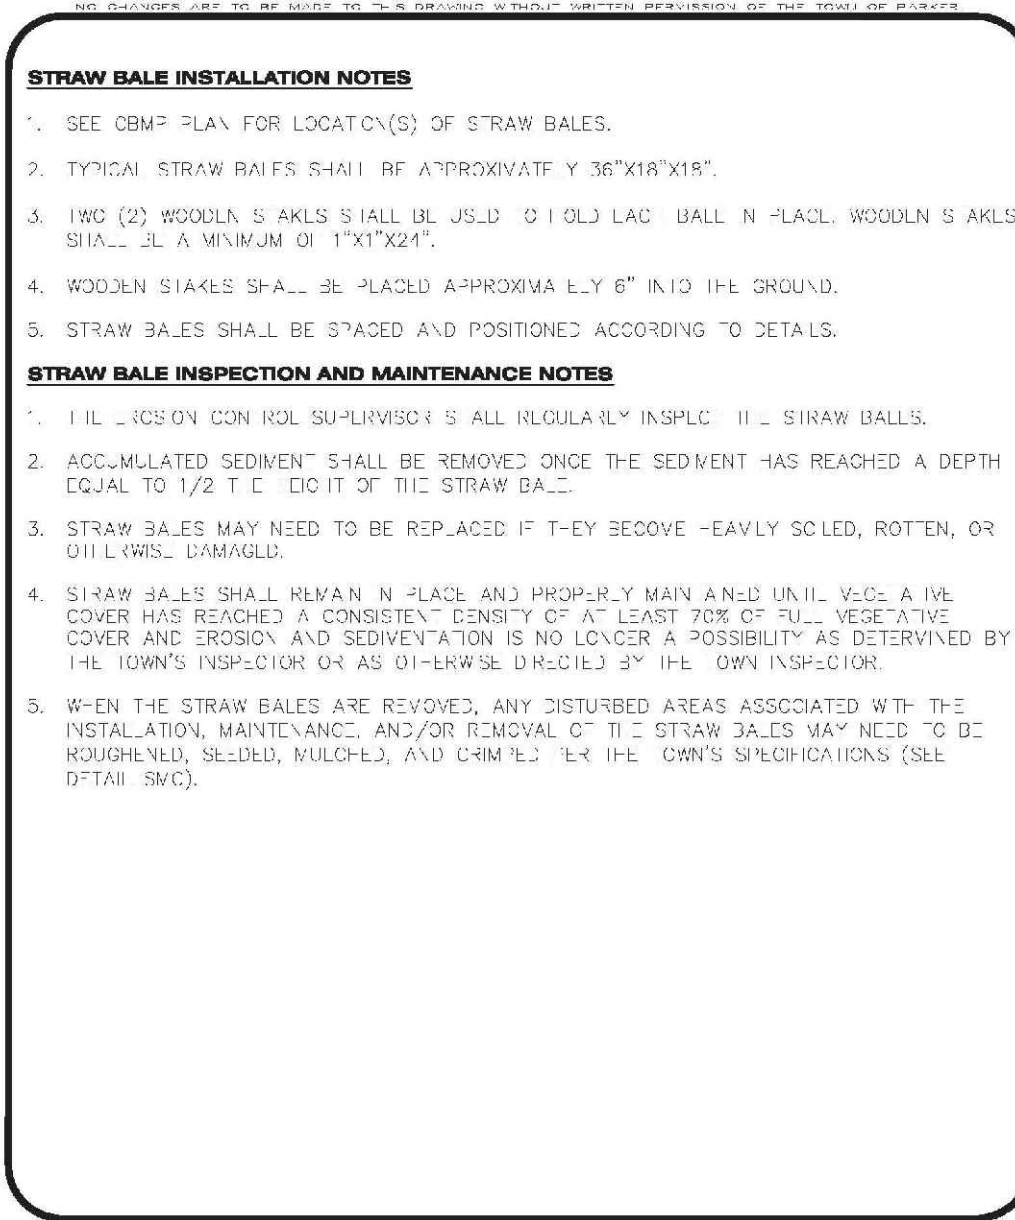 NO CHANGES ARE TO BE MADE TO THIS DRAWING WITHOUT WRITTEN PERMISSION OF THE TOWN OF PARKER
STRAW BALE INSTALLATION NOTES
1. SEE CBMP PLAN FOR LOCATION(S) OF STRAW BALES.
2. TYPICAL STRAW BALES SHALL BE APPROXIMATELY 36"X18"X18".
3. TWO (2) WOODEN STAKES SHALL BE USED TO HOLD EACH BALE IN PLACE. WOODEN STAKES
SHALL BE A MINIMUM OF 1"X1"X24".
4. WOODEN STAKES SHALL BE PLACED APPROXIMATELY 6" INTO THE GROUND.
5. STRAW BALES SHALL BE SPACED AND POSITIONED ACCORDING TO DETAILS.
STRAW BALE INSPECTION AND MAINTENANCE NOTES
1. THE EROSION CONTROL SUPERVISOR SHALL REGULARLY INSPECT THE STRAW BALES.
2. ACCUMULATED SEDIMENT SHALL BE REMOVED ONCE THE SEDIMENT HAS REACHED A DEPTH
EQUAL TO 1/2 THE HEIGHT OF THE STRAW BALE.
3. STRAW BALES MAY NEED TO BE REPLACED IF THEY BECOME HEAVILY SOILED, ROTTEN, OR
OTHERWISE DAMAGED.
4. STRAW BALES SHALL REMAIN IN PLACE AND PROPERLY MAINTAINED UNTIL VEGETATIVE
COVER HAS REACHED A CONSISTENT DENSITY OF AT LEAST 70% OF FULL VEGETATIVE
COVER AND EROSION AND SEDIMENTATION IS NO LONGER A POSSIBILITY AS DETERMINED BY
THE TOWN'S INSPECTOR OR AS OTHERWISE DIRECTED BY THE TOWN INSPECTOR.
5. WHEN THE STRAW BALES ARE REMOVED, ANY DISTURBED AREAS ASSOCIATED WITH THE
INSTALLATION, MAINTENANCE, AND/OR REMOVAL OF THE STRAW BALES MAY NEED TO BE
ROUGHENED, SEEDED, MULCHED, AND CRIMPED PER THE TOWN'S SPECIFICATIONS (SEE
DETAIL SMC).